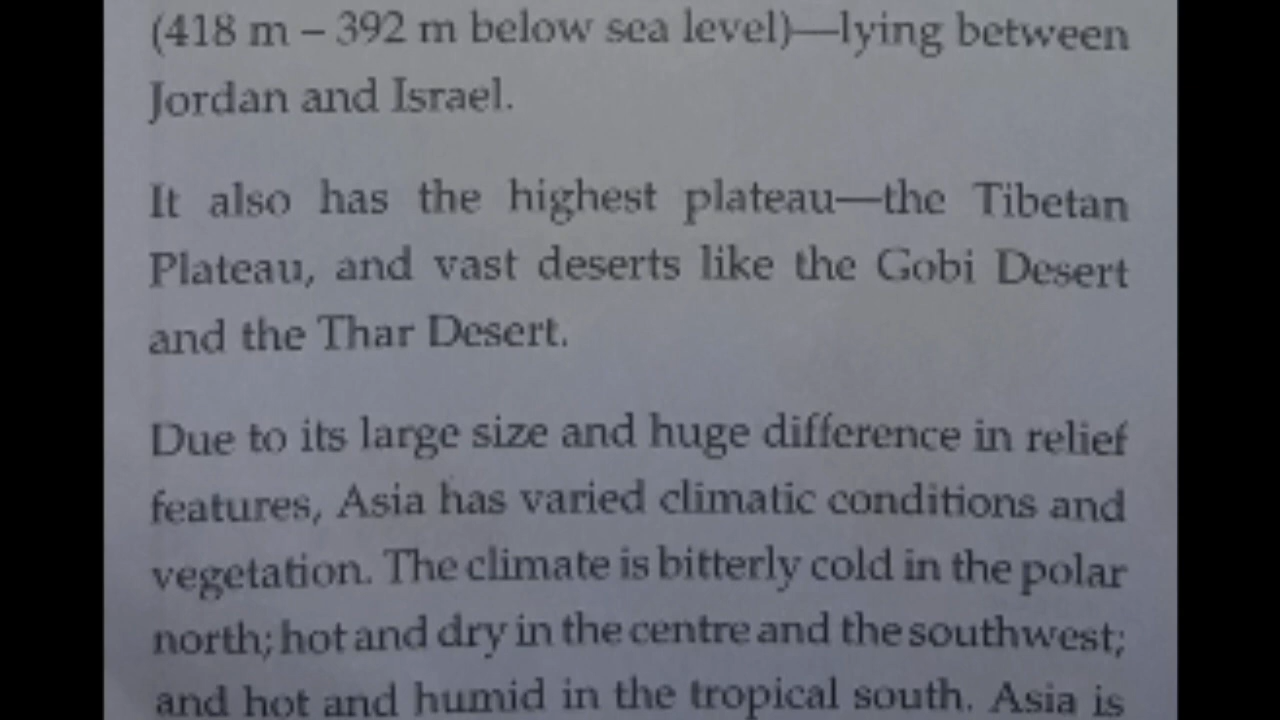 (418 m – 392 m below sea level)—lying between
Jordan and Israel.
It also has the highest plateau—the Tibetan
Plateau, and vast deserts like the Gobi Desert
and the Thar Desert.
Due to its large size and huge difference in relief
features, Asia has varied climatic conditions and
vegetation. The climate is bitterly cold in the polar
north; hot and dry in the centre and the southwest;
and hot and humid in the tropical south. Asia is